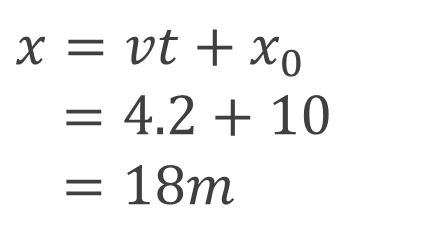 x = vt + x₀
= 4.2 + 10
= 18m